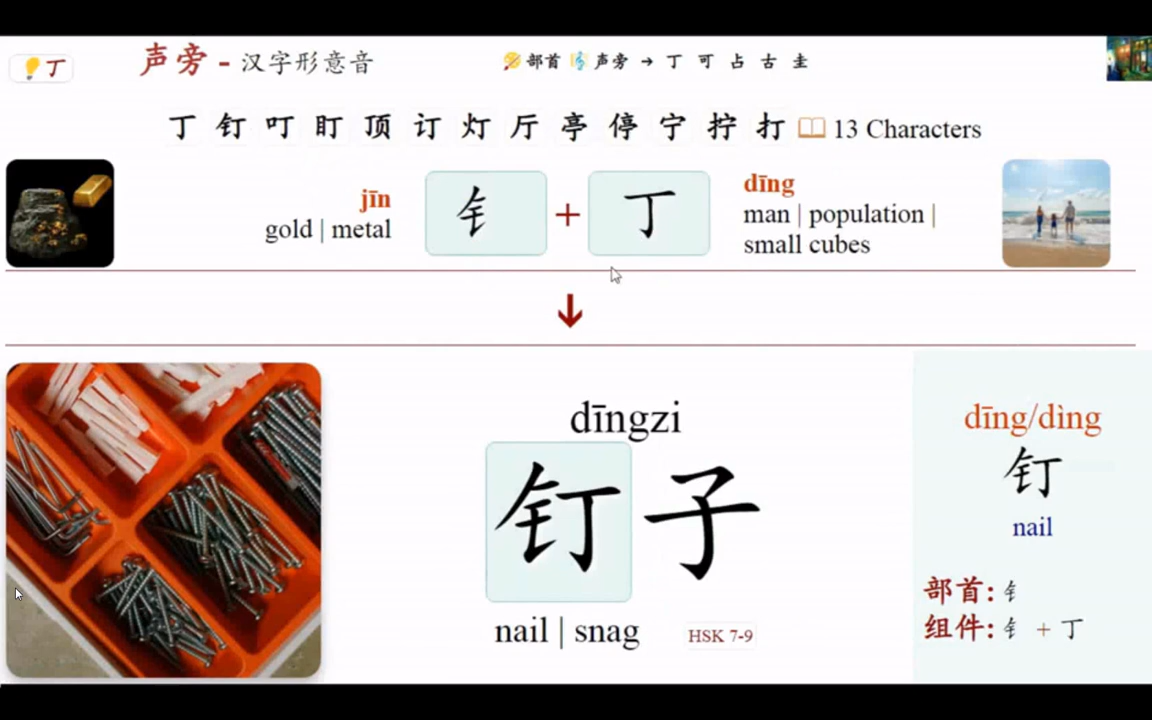 丁
声旁 - 汉字形意音
部首 声旁 → 丁 可 占 古 圭
丁 钉 叮 盯 顶 订 灯 厅 亭 停 宁 拧 打 13 Characters
jīn
gold | metal
钅 + 丁
dīng
man | population |
small cubes
↓
dīngzi
钉子
nail | snag
HSK 7-9
dīng/dìng
钉
nail
部首: 钅
组件: 钅 + 丁